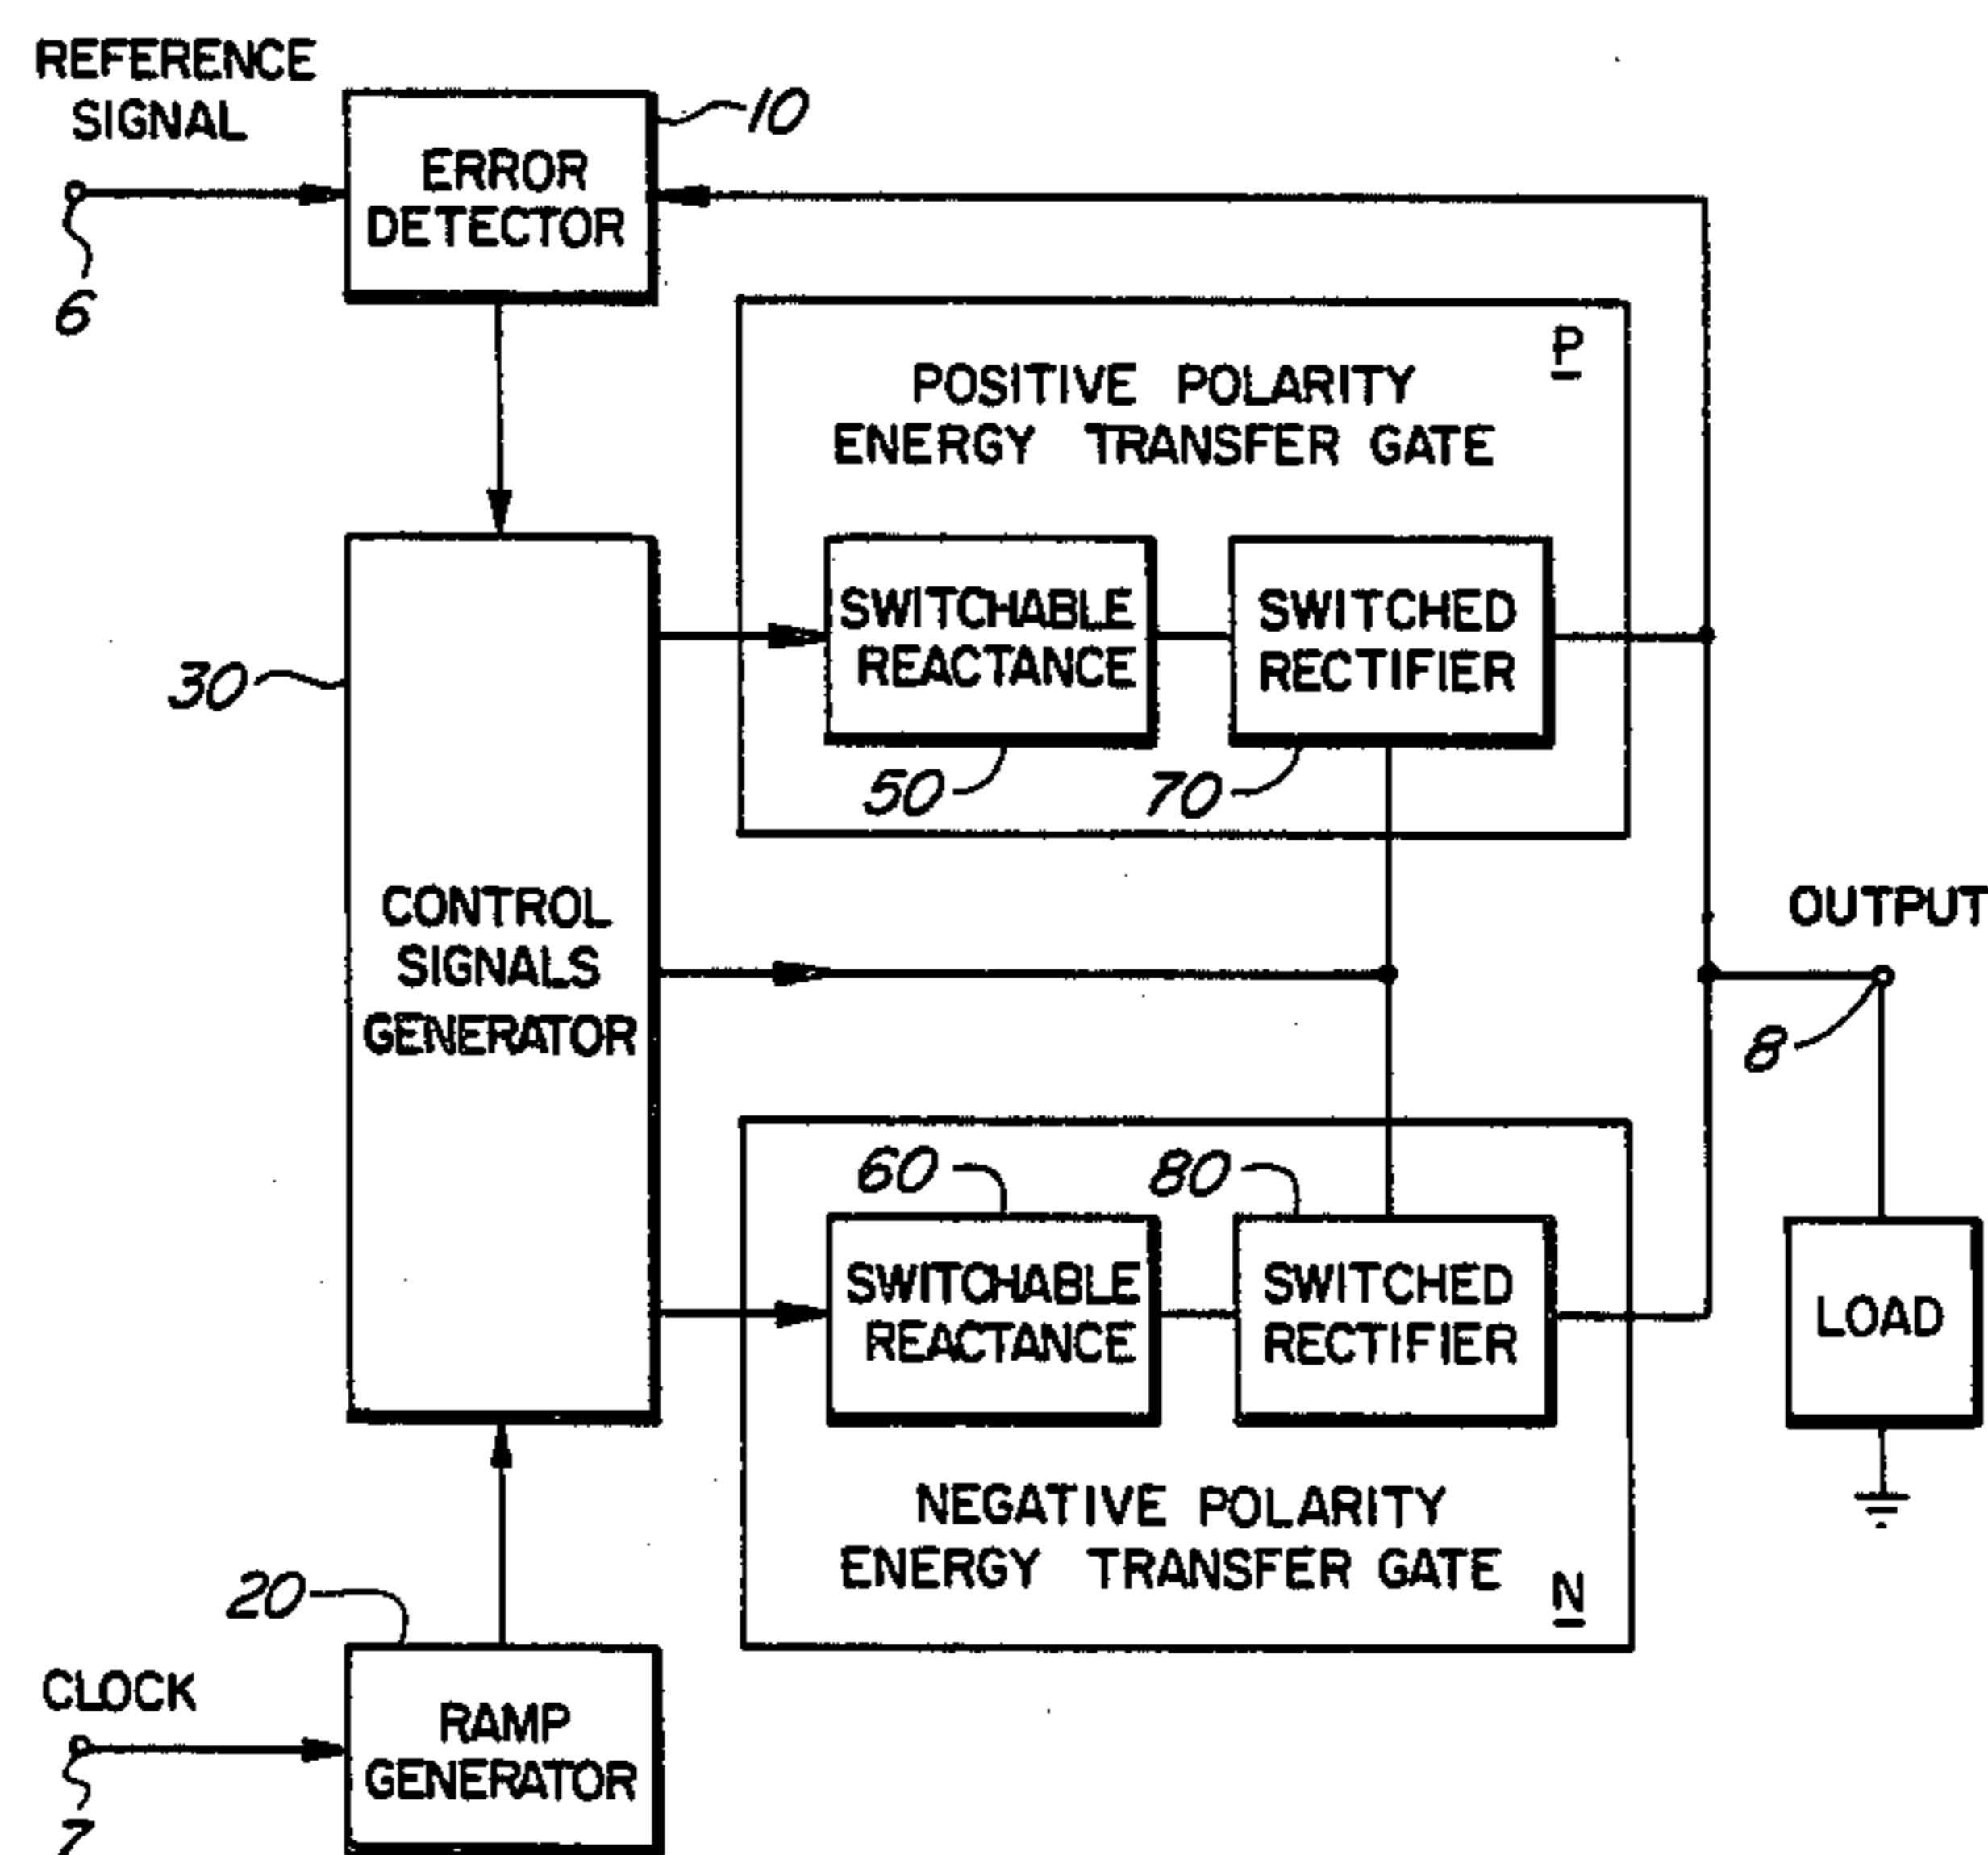 REFERENCE
SIGNAL
6
ERROR
DETECTOR
10
P
POSITIVE POLARITY
ENERGY TRANSFER GATE
SWITCHABLE
REACTANCE
50
SWITCHED
RECTIFIER
70
30
CONTROL
SIGNALS
GENERATOR
OUTPUT
8
60
SWITCHABLE
REACTANCE
80
SWITCHED
RECTIFIER
NEGATIVE POLARITY
ENERGY TRANSFER GATE
N
LOAD
20
CLOCK
7
RAMP
GENERATOR